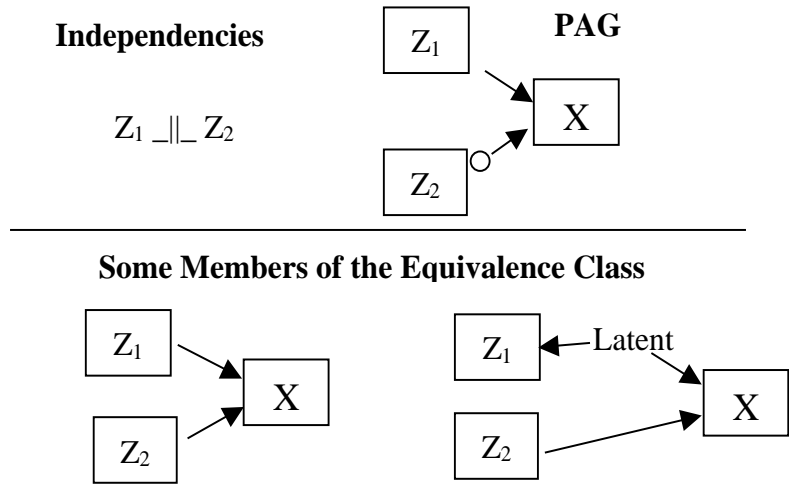 Independencies
PAG
Z1
X
Z1 _||_ Z2
Z2
Some Members of the Equivalence Class
Z1
X
Z2
Z1
Latent
X
Z2